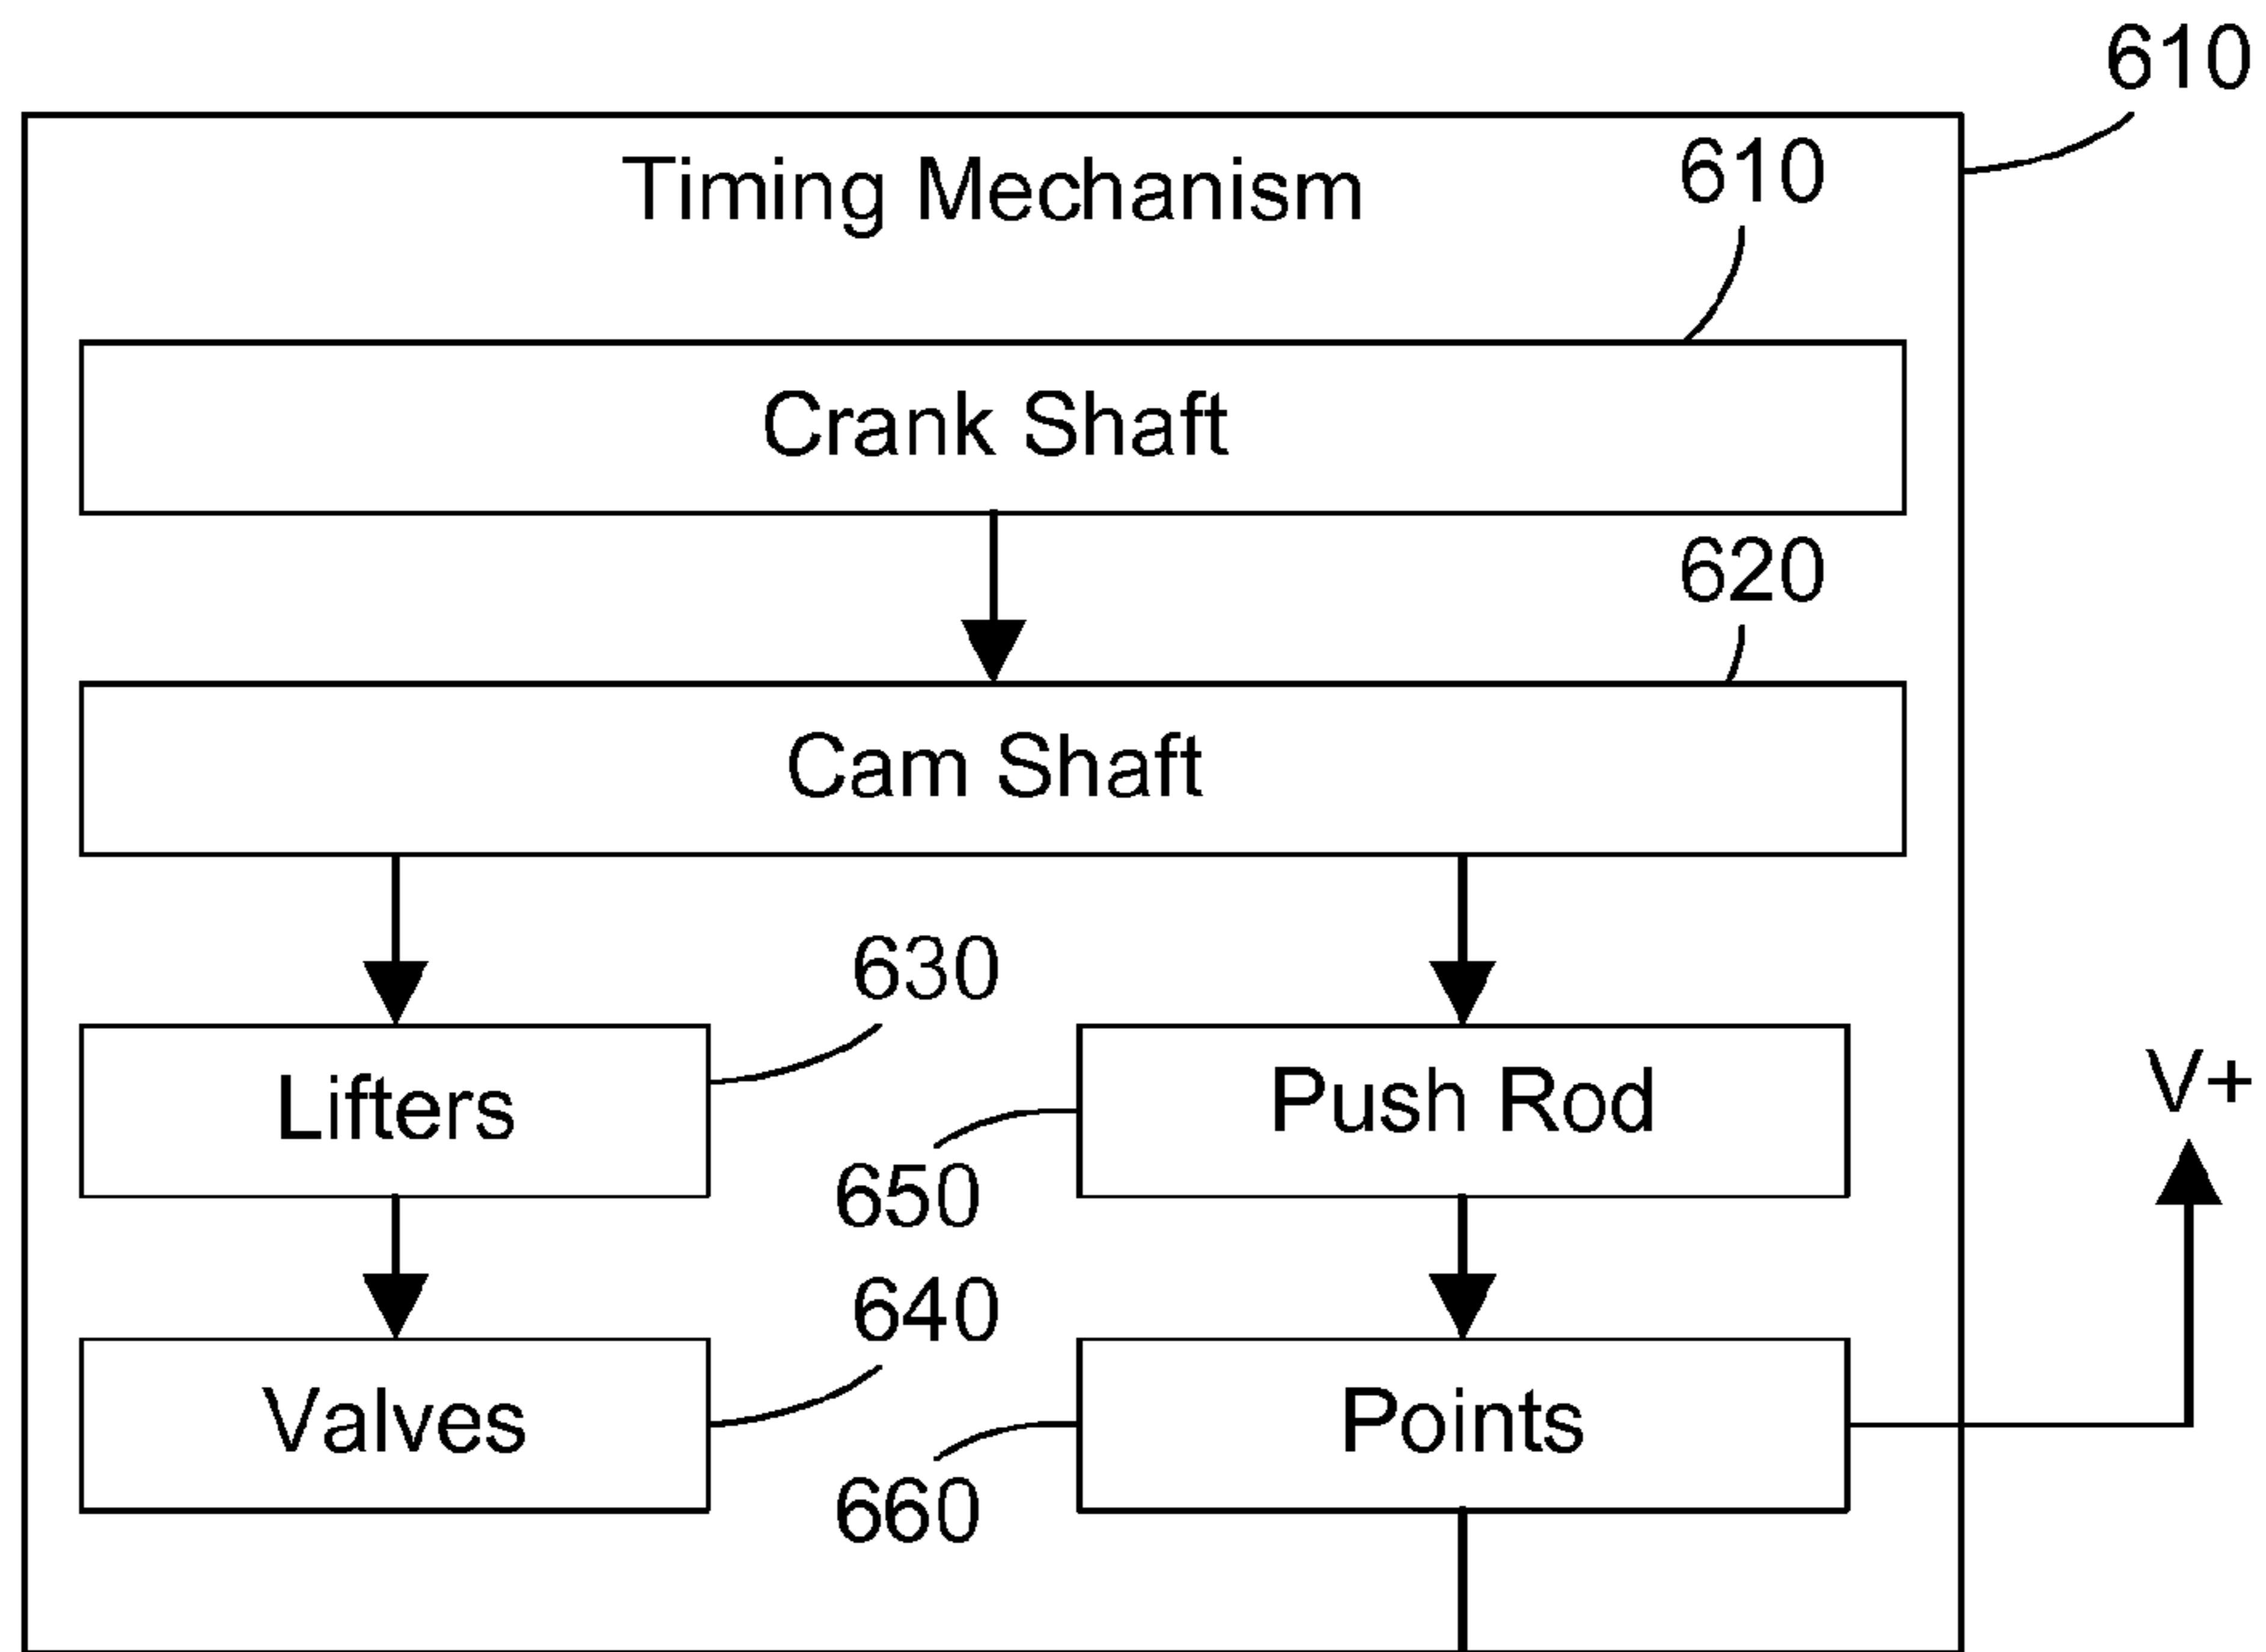 610
Timing Mechanism
610
Crank Shaft
620
Cam Shaft
630
Lifters
Push Rod
V+
650
640
Valves
Points
660